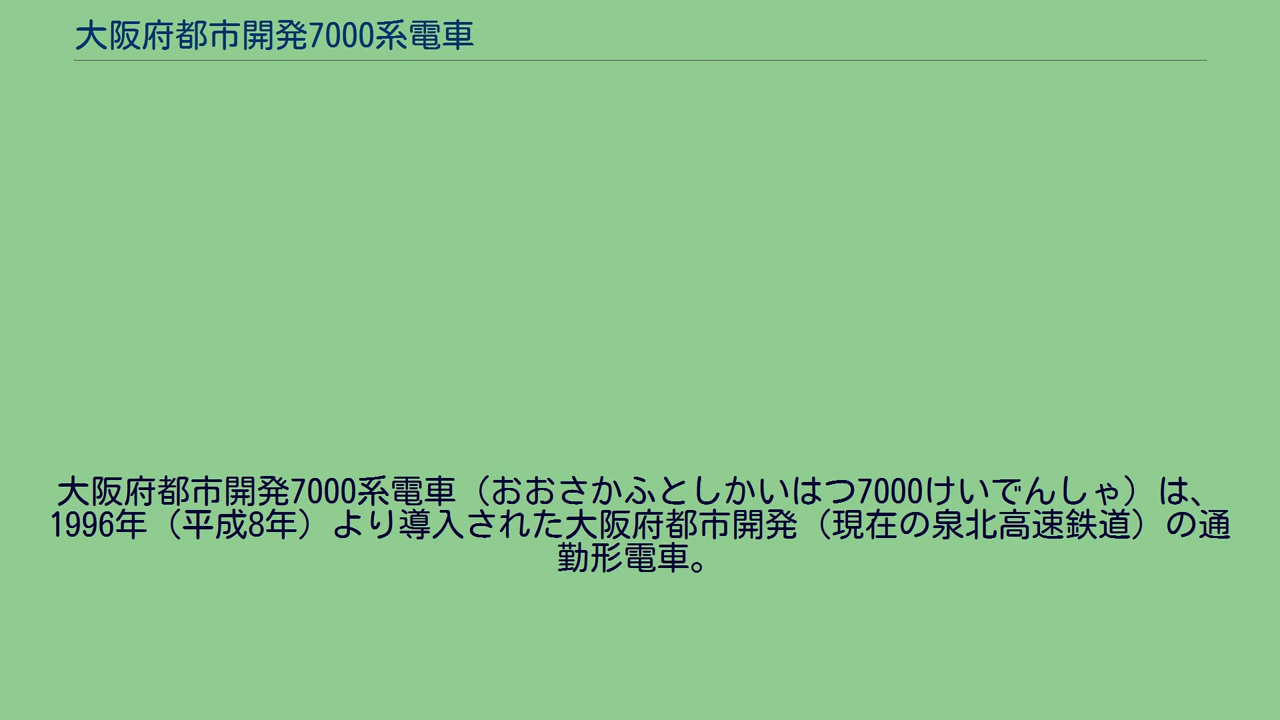 大阪府都市開発7000系電車
大阪府都市開発7000系電車（おおさかふとしかいはつ7000けいでんしゃ）は、
1996年（平成8年）より導入された大阪府都市開発（現在の泉北高速鉄道）の通
勤形電車。